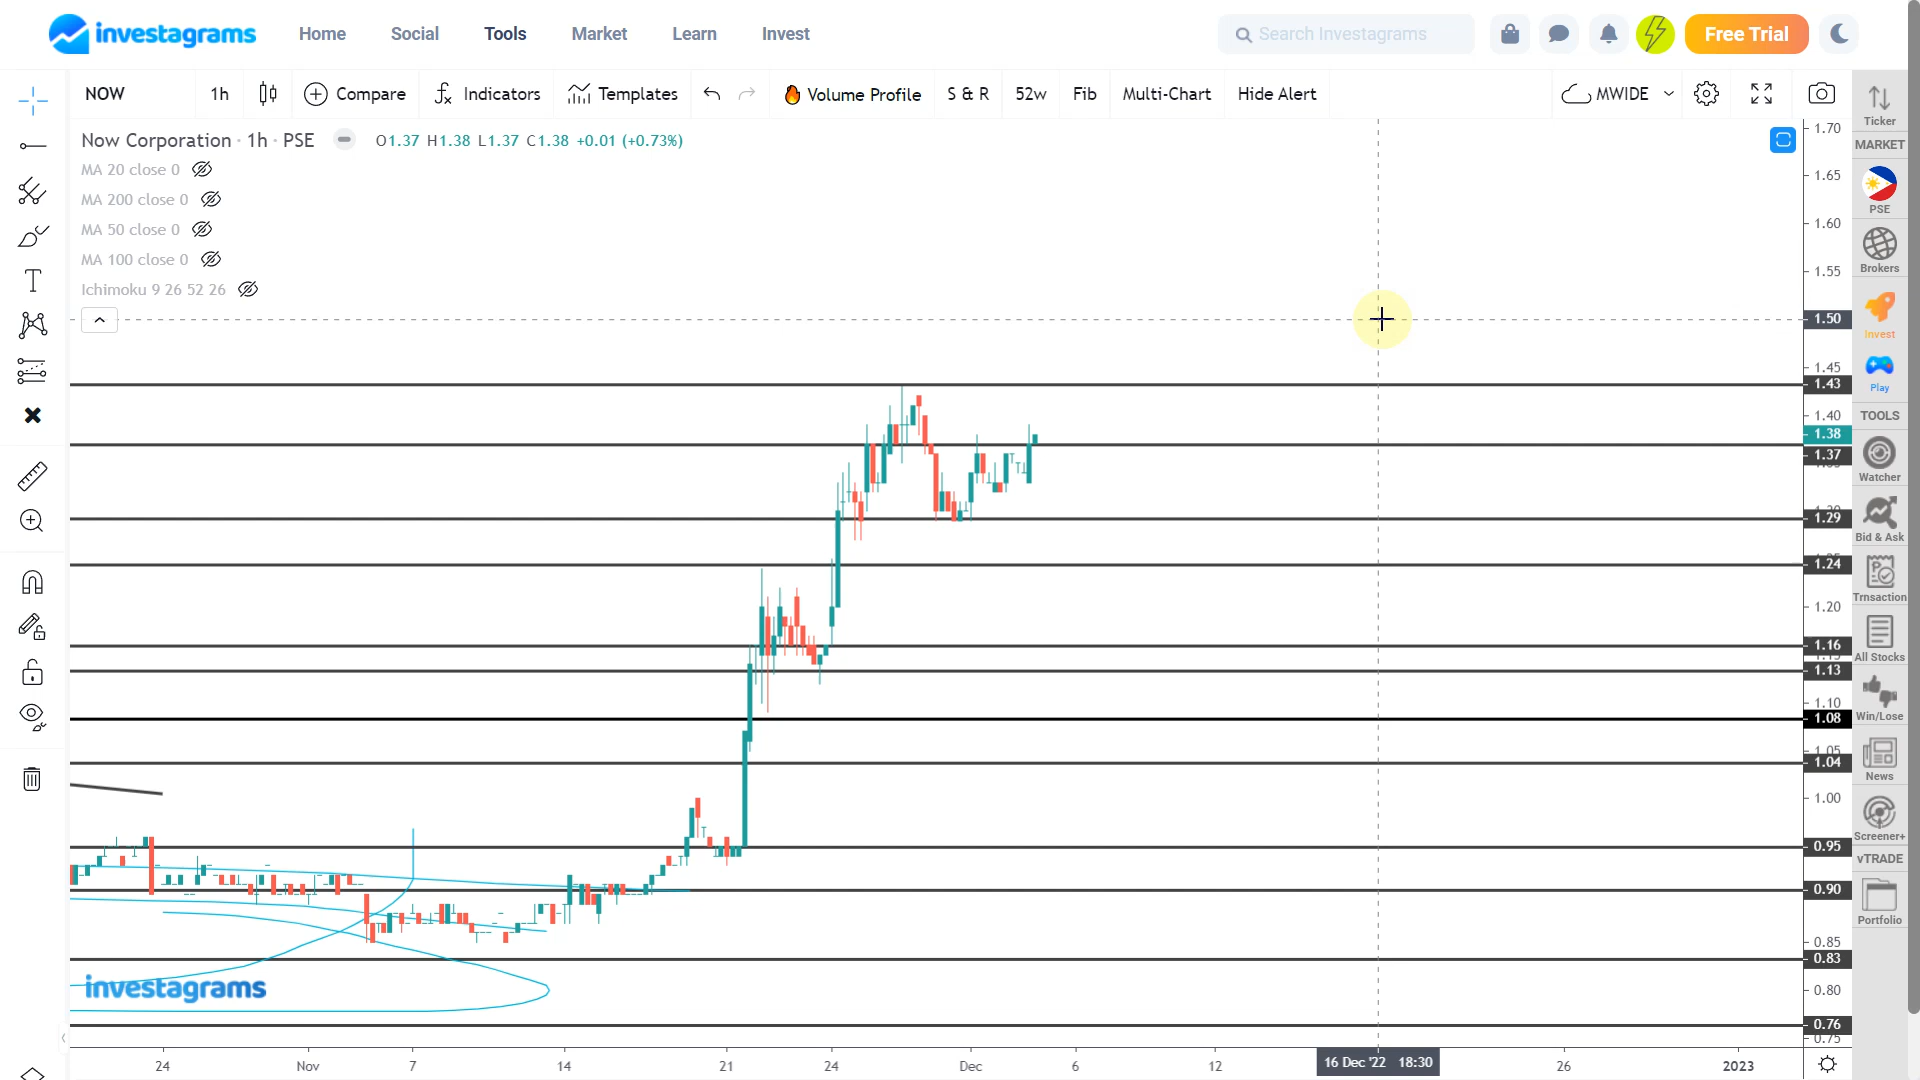 investagrams Home Social Tools Market Learn Invest Search Investagrams Free Trial
NOW 1h Compare Indicators Templates Volume Profile S & R 52w Fib Multi-Chart Hide Alert MWIDE
Ticker
Now Corporation · 1h · PSE O1.37 H1.38 L1.37 C1.38 +0.01 (+0.73%)
MA 20 close 0
MA 200 close 0
MA 50 close 0
MA 100 close 0
Ichimoku 9 26 52 26
1.70
1.65
1.60
1.55
1.50
1.45
1.43
1.40
1.38
1.37
1.29
1.24
1.20
1.16
1.13
1.10
1.08
1.05
1.04
1.00
0.95
0.90
0.85
0.83
0.80
0.76
0.75
MARKET
PSE
Brokers
Invest
Play
TOOLS
Watcher
Bid & Ask
Trnsaction
All Stocks
Win/Lose
News
Screener+
vTRADE
Portfolio
investagrams
24 Nov 7 14 21 24 Dec 6 12 16 Dec '22 18:30 26 2023